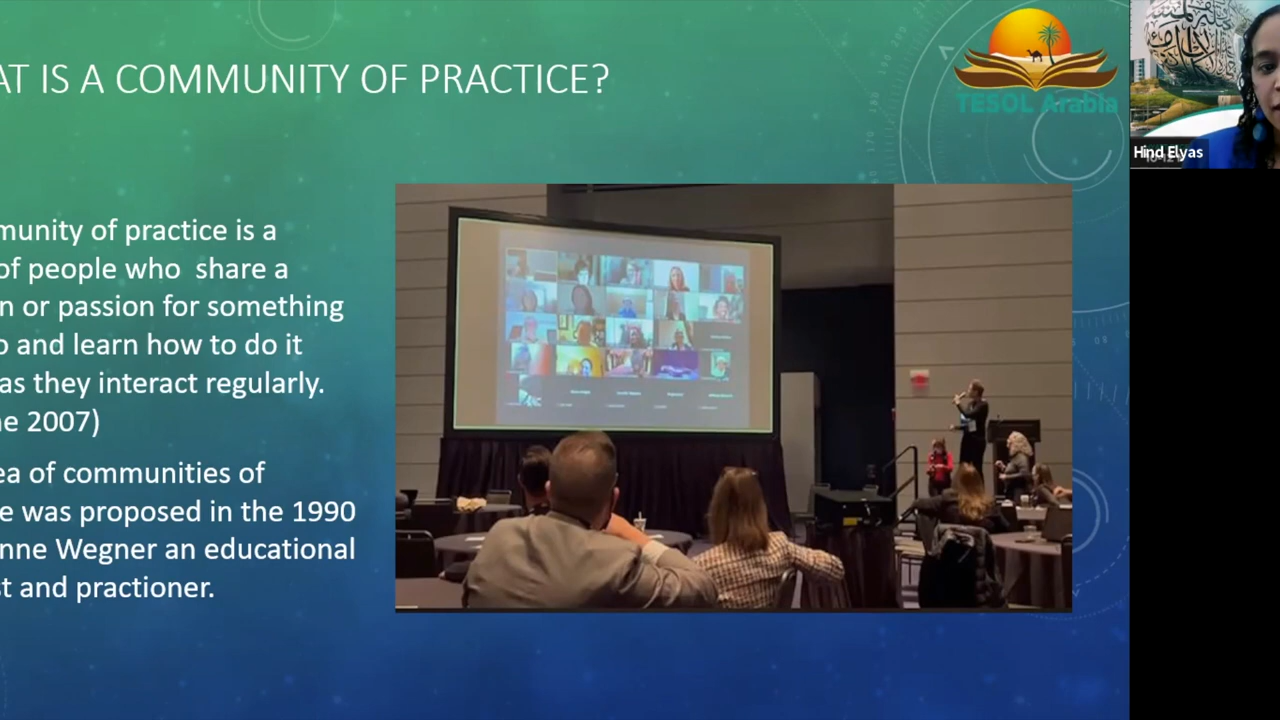 AT IS A COMMUNITY OF PRACTICE?
TESOL Arabia
Hind Elyas
munity of practice is a
of people who share a
n or passion for something
o and learn how to do it
as they interact regularly.
ne 2007)
ea of communities of
e was proposed in the 1990
nne Wegner an educational
st and practioner.